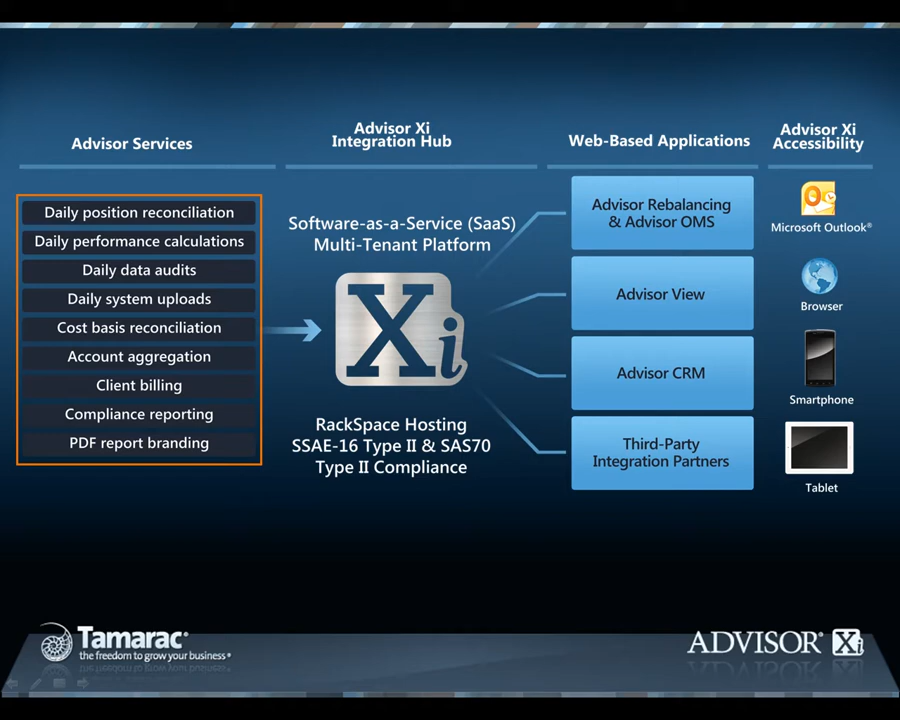 Advisor Services
Daily position reconciliation
Daily performance calculations
Daily data audits
Daily system uploads
Cost basis reconciliation
Account aggregation
Client billing
Compliance reporting
PDF report branding
Advisor Xi
Integration Hub
Software-as-a-Service (SaaS)
Multi-Tenant Platform
Xi
RackSpace Hosting
SSAE-16 Type II & SAS70
Type II Compliance
Web-Based Applications
Advisor Rebalancing
& Advisor OMS
Advisor View
Advisor CRM
Third-Party
Integration Partners
Advisor Xi
Accessibility
Microsoft Outlook®
Browser
Smartphone
Tablet
Tamarac®
the freedom to grow your business®
ADVISOR® Xi